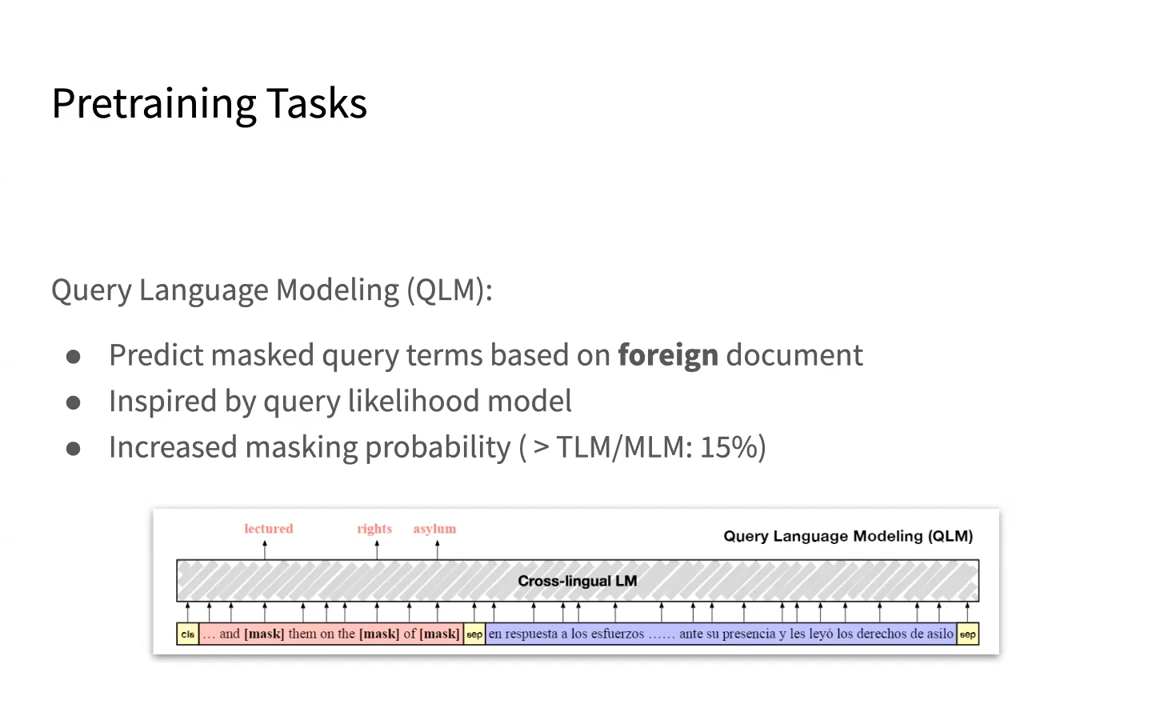 Pretraining Tasks
Query Language Modeling (QLM):
● Predict masked query terms based on foreign document
● Inspired by query likelihood model
● Increased masking probability ( > TLM/MLM: 15%)
lectured rights asylum
Query Language Modeling (QLM)
Cross-lingual LM
cls ... and [mask] them on the [mask] of [mask] sep en respuesta a los esfuerzos ...... ante su presencia y les leyó los derechos de asilo sep